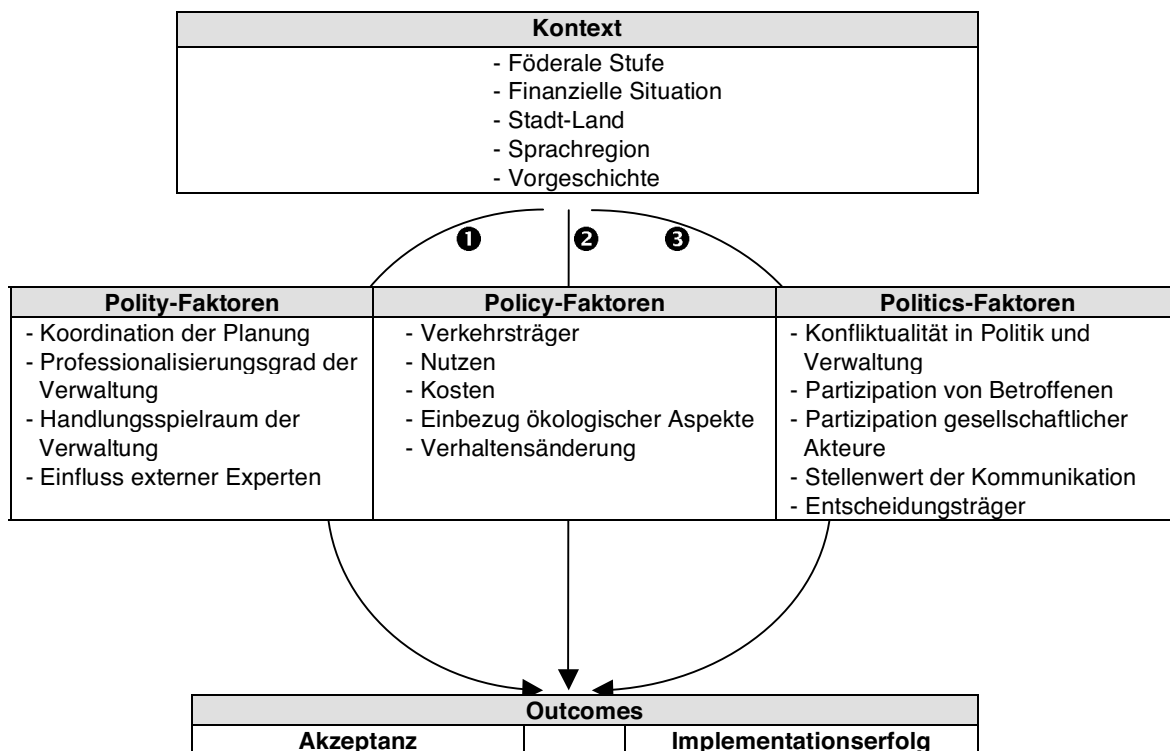 Kontext
- Föderale Stufe
- Finanzielle Situation
- Stadt-Land
- Sprachregion
- Vorgeschichte
❶ ❷ ❸
Polity-Faktoren
- Koordination der Planung
- Professionalisierungsgrad der
Verwaltung
- Handlungsspielraum der
Verwaltung
- Einfluss externer Experten
Policy-Faktoren
- Verkehrsträger
- Nutzen
- Kosten
- Einbezug ökologischer Aspekte
- Verhaltensänderung
Politics-Faktoren
- Konfliktualität in Politik und
Verwaltung
- Partizipation von Betroffenen
- Partizipation gesellschaftlicher
Akteure
- Stellenwert der Kommunikation
- Entscheidungsträger
Outcomes
Akzeptanz
Implementationserfolg